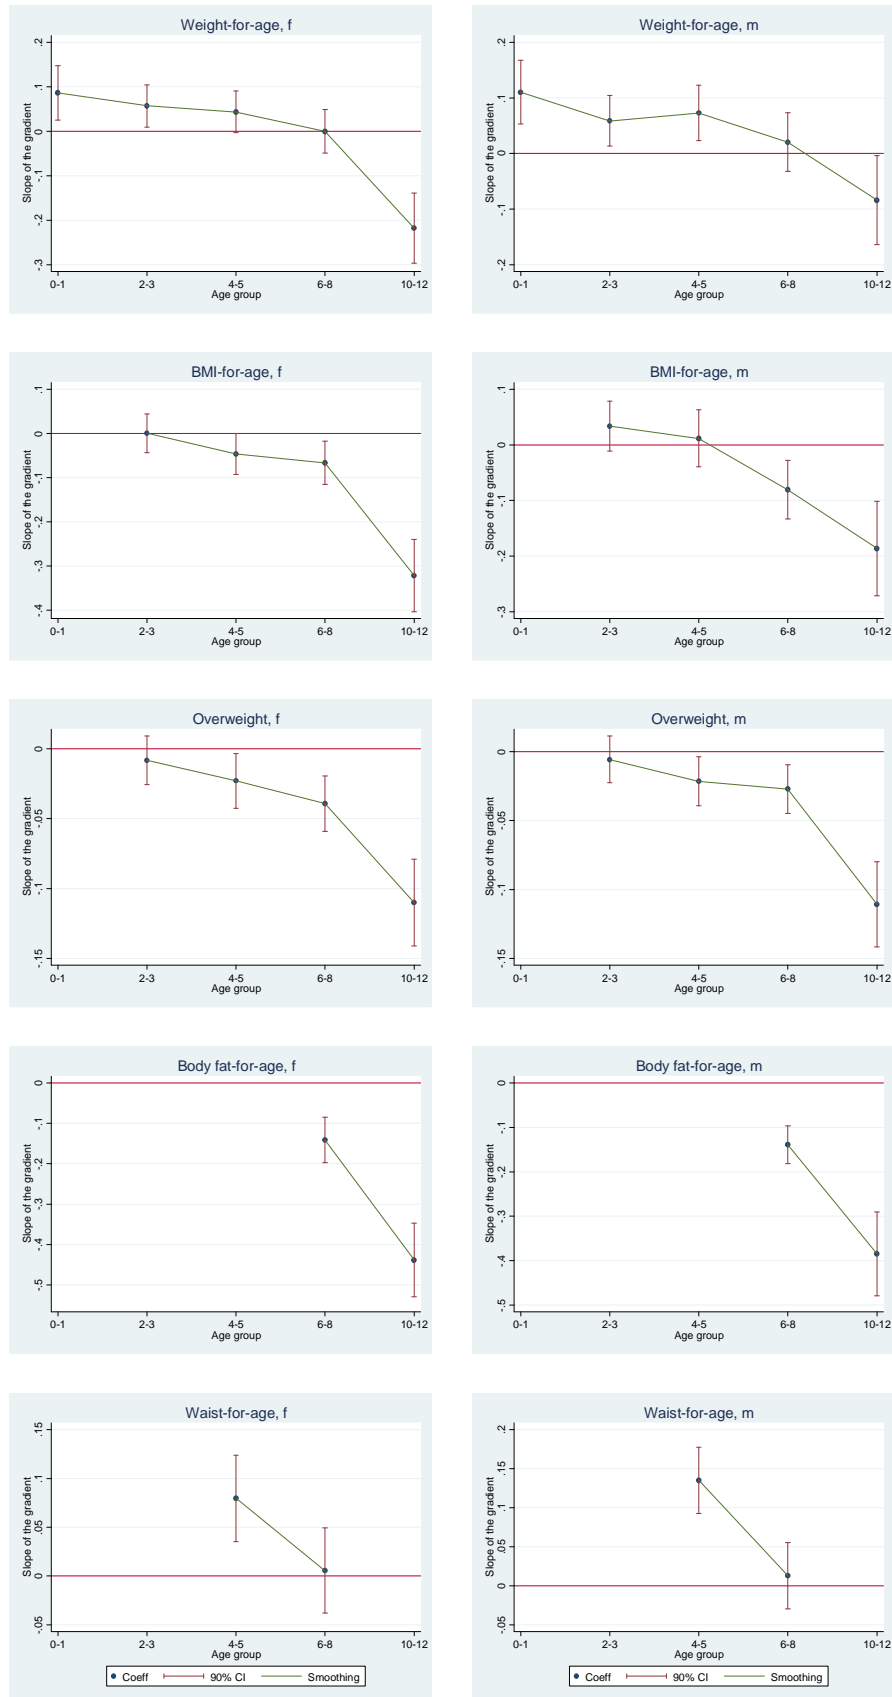 Weight-for-age, f
Slope of the gradient
.2
.1
0
-.1
-.2
-.3
0-1 2-3 4-5 6-8 10-12
Age group
Weight-for-age, m
Slope of the gradient
.2
.1
0
-.1
-.2
0-1 2-3 4-5 6-8 10-12
Age group
BMI-for-age, f
Slope of the gradient
.1
0
-.1
-.2
-.3
-.4
0-1 2-3 4-5 6-8 10-12
Age group
BMI-for-age, m
Slope of the gradient
.1
0
-.1
-.2
-.3
0-1 2-3 4-5 6-8 10-12
Age group
Overweight, f
Slope of the gradient
0
-.05
-.1
-.15
0-1 2-3 4-5 6-8 10-12
Age group
Overweight, m
Slope of the gradient
0
-.05
-.1
-.15
0-1 2-3 4-5 6-8 10-12
Age group
Body fat-for-age, f
Slope of the gradient
0
-.1
-.2
-.3
-.4
-.5
0-1 2-3 4-5 6-8 10-12
Age group
Body fat-for-age, m
Slope of the gradient
0
-.1
-.2
-.3
-.4
-.5
0-1 2-3 4-5 6-8 10-12
Age group
Waist-for-age, f
Slope of the gradient
.15
.1
.05
0
-.05
0-1 2-3 4-5 6-8 10-12
Age group
Coeff 90% CI Smoothing
Waist-for-age, m
Slope of the gradient
.2
.15
.1
.05
0
-.05
0-1 2-3 4-5 6-8 10-12
Age group
Coeff 90% CI Smoothing